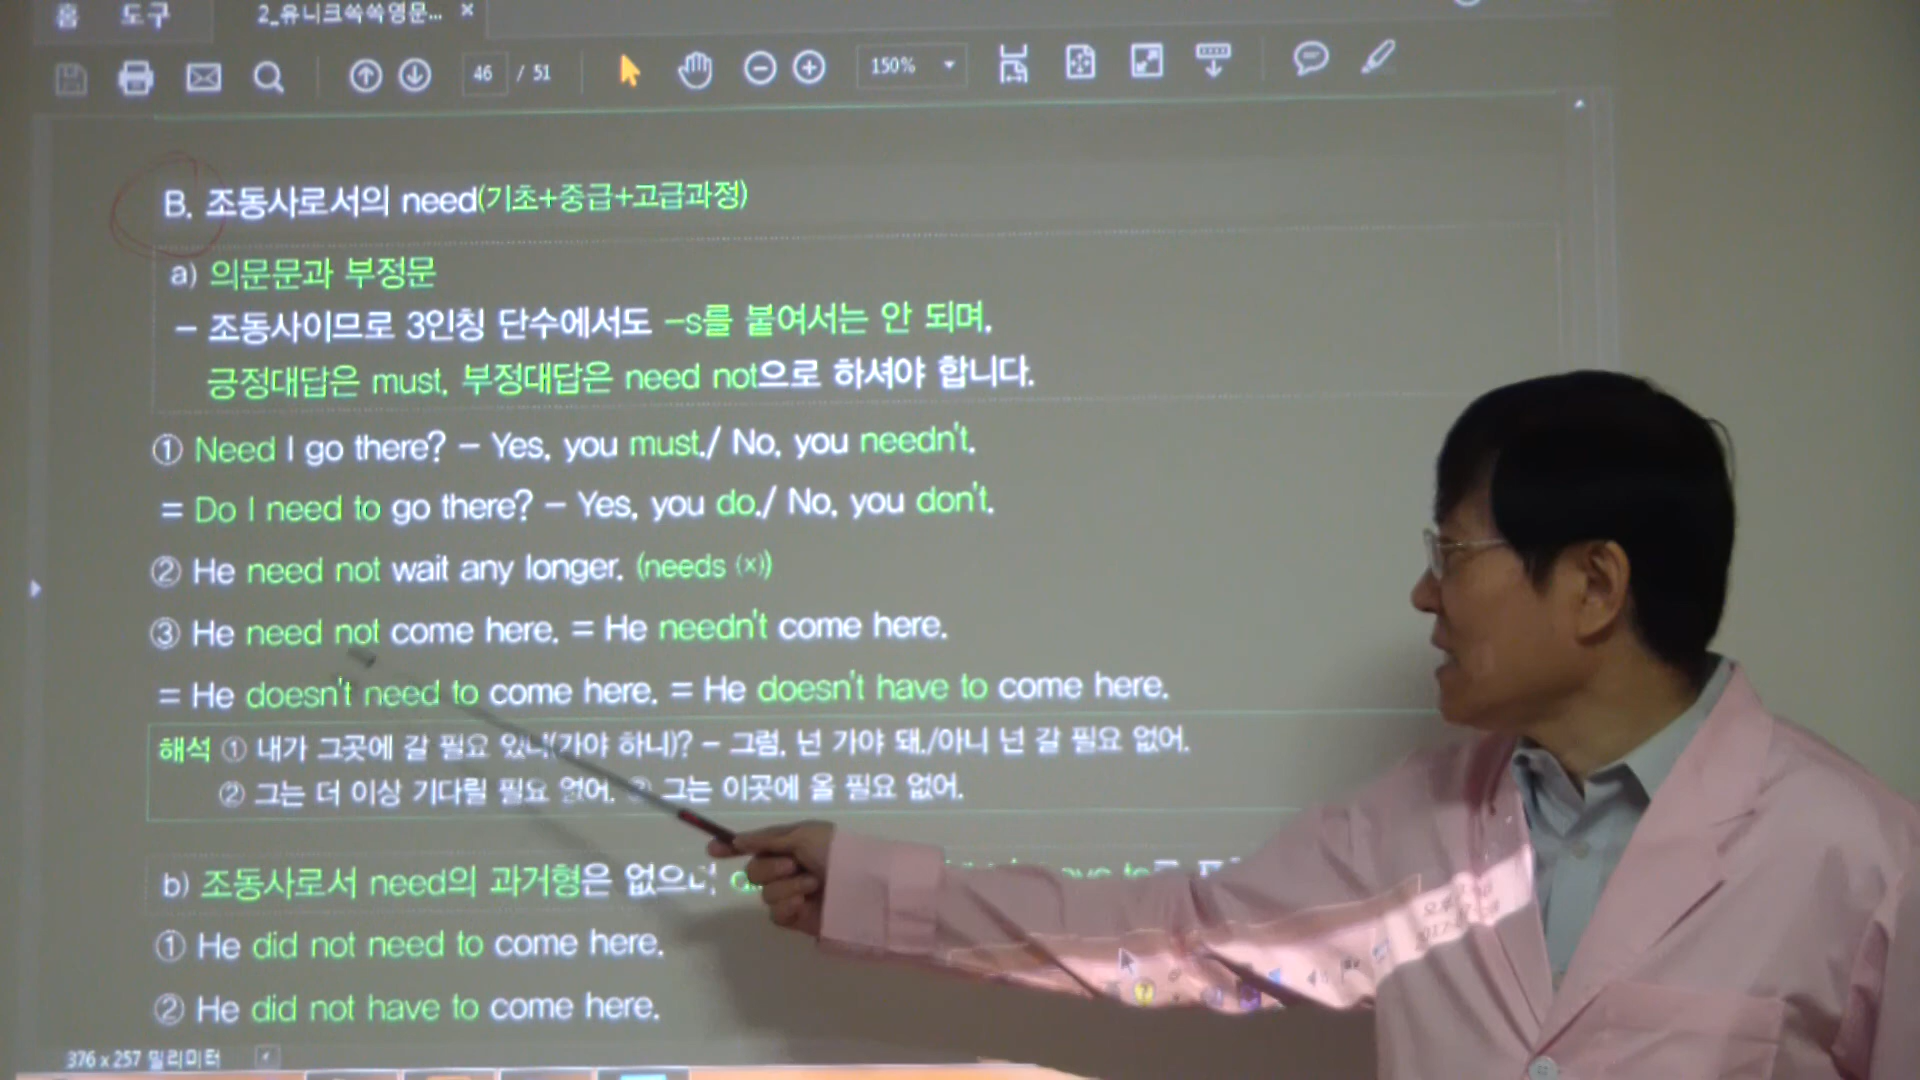 홈 도구 2_유니크쏙쏙영문... ×
46 / 51 150%
B. 조동사로서의 need(기초+중급+고급과정)
a) 의문문과 부정문
- 조동사이므로 3인칭 단수에서도 -s를 붙여서는 안 되며,
긍정대답은 must, 부정대답은 need not으로 하셔야 합니다.
① Need I go there? - Yes, you must./ No, you needn't.
= Do I need to go there? - Yes, you do./ No, you don't.
② He need not wait any longer. (needs (×))
③ He need not come here. = He needn't come here.
= He doesn't need to come here. = He doesn't have to come here.
해석 ① 내가 그곳에 갈 필요 있니(가야 하니)? - 그럼, 넌 가야 돼./아니 넌 갈 필요 없어.
② 그는 더 이상 기다릴 필요 없어. ③ 그는 이곳에 올 필요 없어.
b) 조동사로서 need의 과거형은 없으며 have to를
① He did not need to come here.
② He did not have to come here.
376 x 257 밀리미터